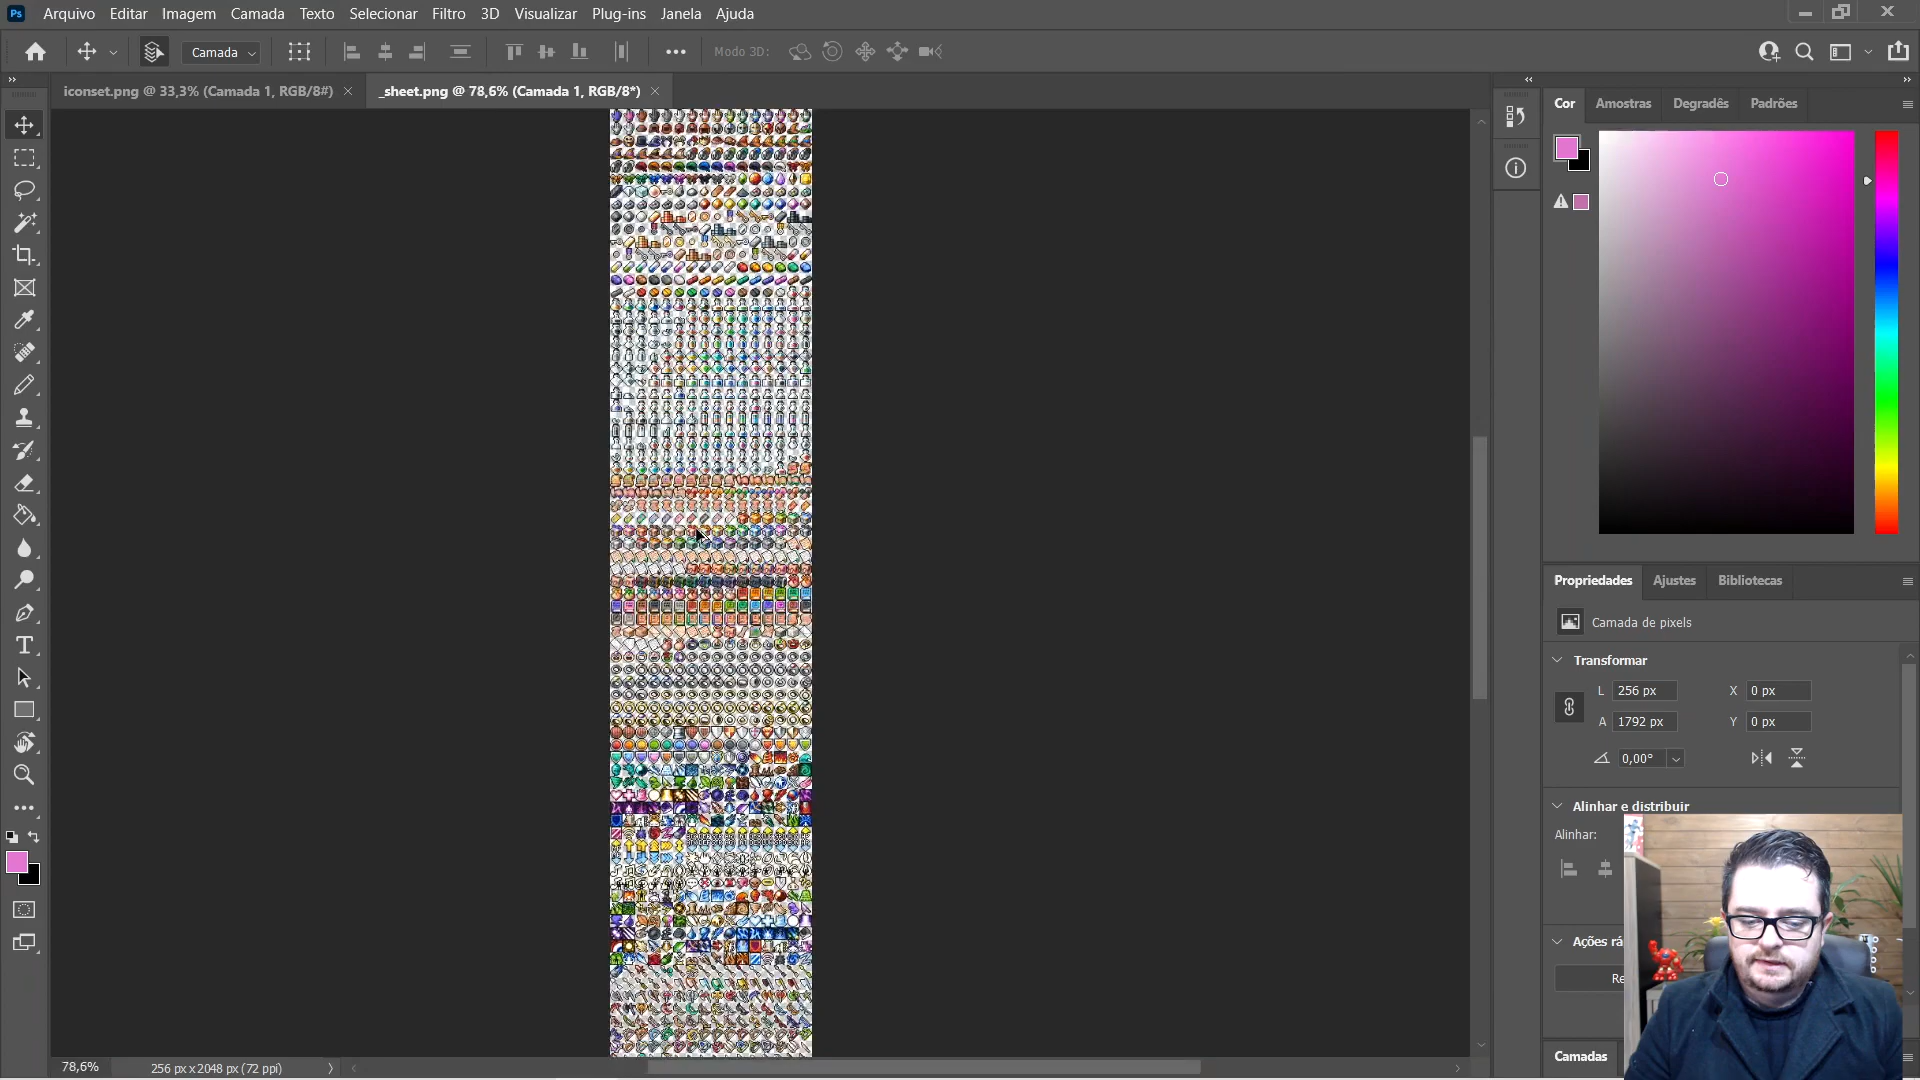 Ps Arquivo Editar Imagem Camada Texto Selecionar Filtro 3D Visualizar Plug-ins Janela Ajuda
Camada Modo 3D:
iconset.png @ 33,3% (Camada 1, RGB/8#) _sheet.png @ 78,6% (Camada 1, RGB/8*)
Cor Amostras Degradês Padrões
Propriedades Ajustes Bibliotecas
Camada de pixels
Transformar
L 256 px X 0 px
A 1792 px Y 0 px
0,00°
Alinhar e distribuir
Alinhar:
Ações rá
Re
Camadas
78,6% 256 px x 2048 px (72 ppi)